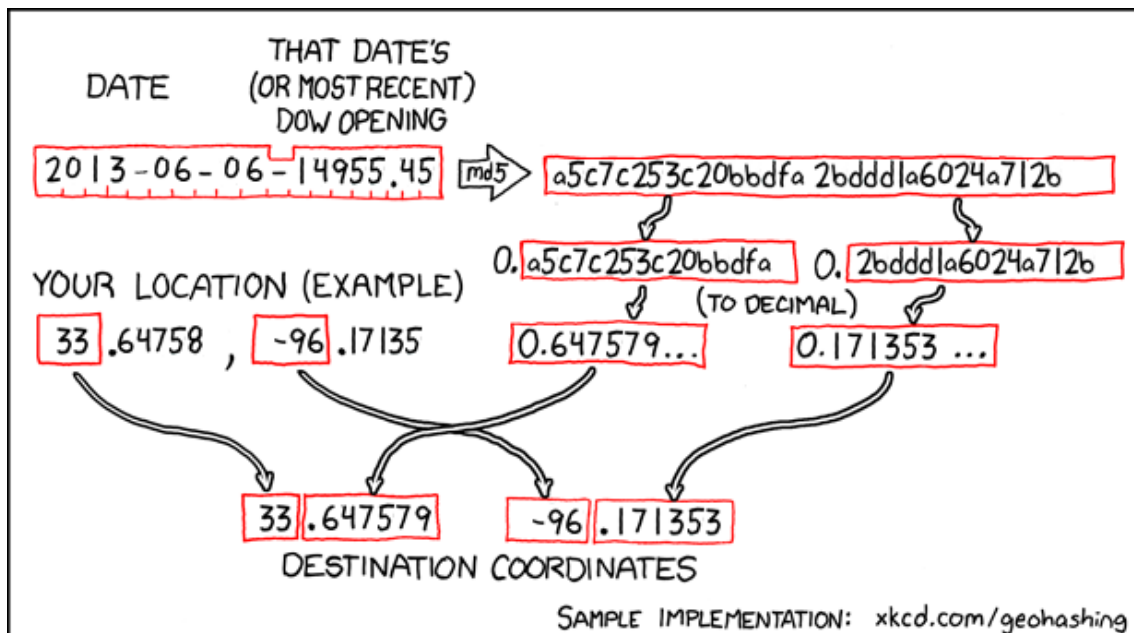 DATE
THAT DATE'S
(OR MOST RECENT)
DOW OPENING
2013-06-06-14955.45
md5
a5c7c253c20bbdfa 2bddd1a6024a712b
0. a5c7c253c20bbdfa
0. 2bddd1a6024a712b
(TO DECIMAL)
0.647579...
0.171353 ...
YOUR LOCATION (EXAMPLE)
33 .64758 , -96 .17135
33 .647579 -96 .171353
DESTINATION COORDINATES
SAMPLE IMPLEMENTATION: xkcd.com/geohashing